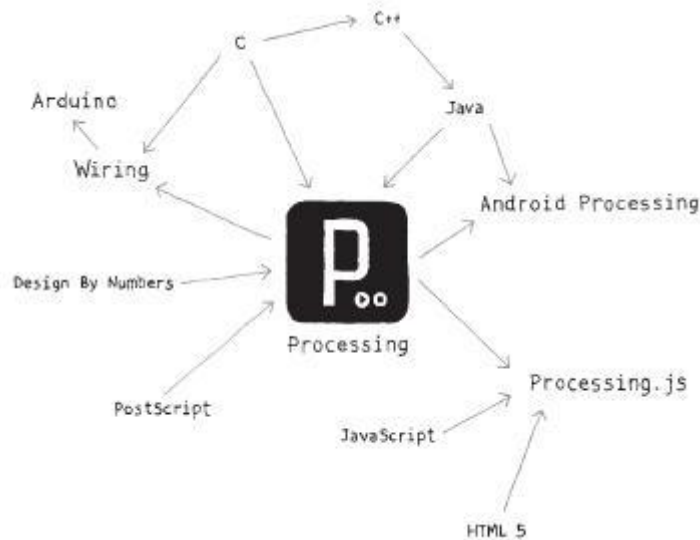 C++
C
Arduino
Java
Wiring
Android Processing
P
Design By Numbers
Processing
Processing.js
PostScript
JavaScript
HTML 5